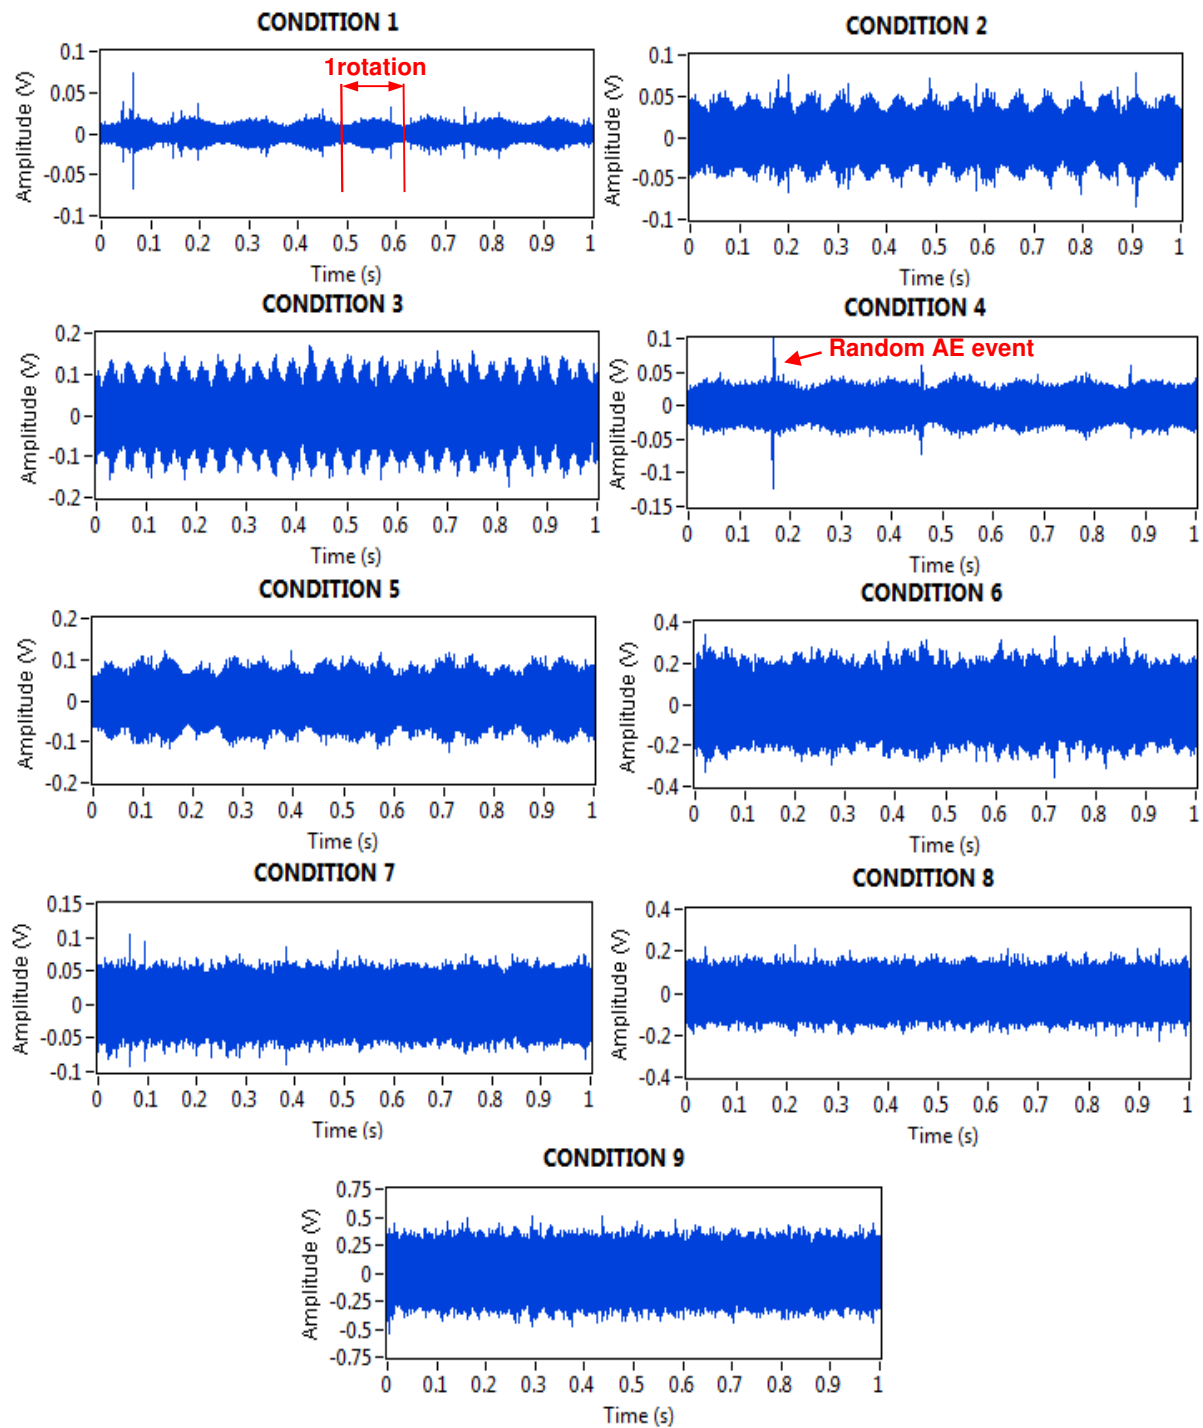 CONDITION 1
0.1
0.05
0
-0.05
-0.1
Amplitude (V)
1rotation
0 0.1 0.2 0.3 0.4 0.5 0.6 0.7 0.8 0.9 1
Time (s)
CONDITION 2
0.1
0.05
0
-0.05
-0.1
Amplitude (V)
0 0.1 0.2 0.3 0.4 0.5 0.6 0.7 0.8 0.9 1
Time (s)
CONDITION 3
0.2
0.1
0
-0.1
-0.2
Amplitude (V)
0 0.1 0.2 0.3 0.4 0.5 0.6 0.7 0.8 0.9 1
Time (s)
CONDITION 4
0.1
0.05
0
-0.05
-0.1
-0.15
Amplitude (V)
Random AE event
0 0.1 0.2 0.3 0.4 0.5 0.6 0.7 0.8 0.9 1
Time (s)
CONDITION 5
0.2
0.1
0
-0.1
-0.2
Amplitude (V)
0 0.1 0.2 0.3 0.4 0.5 0.6 0.7 0.8 0.9 1
Time (s)
CONDITION 6
0.4
0.2
0
-0.2
-0.4
Amplitude (V)
0 0.1 0.2 0.3 0.4 0.5 0.6 0.7 0.8 0.9 1
Time (s)
CONDITION 7
0.15
0.1
0.05
0
-0.05
-0.1
Amplitude (V)
0 0.1 0.2 0.3 0.4 0.5 0.6 0.7 0.8 0.9 1
Time (s)
CONDITION 8
0.4
0.2
0
-0.2
-0.4
Amplitude (V)
0 0.1 0.2 0.3 0.4 0.5 0.6 0.7 0.8 0.9 1
Time (s)
CONDITION 9
0.75
0.5
0.25
0
-0.25
-0.5
-0.75
Amplitude (V)
0 0.1 0.2 0.3 0.4 0.5 0.6 0.7 0.8 0.9 1
Time (s)